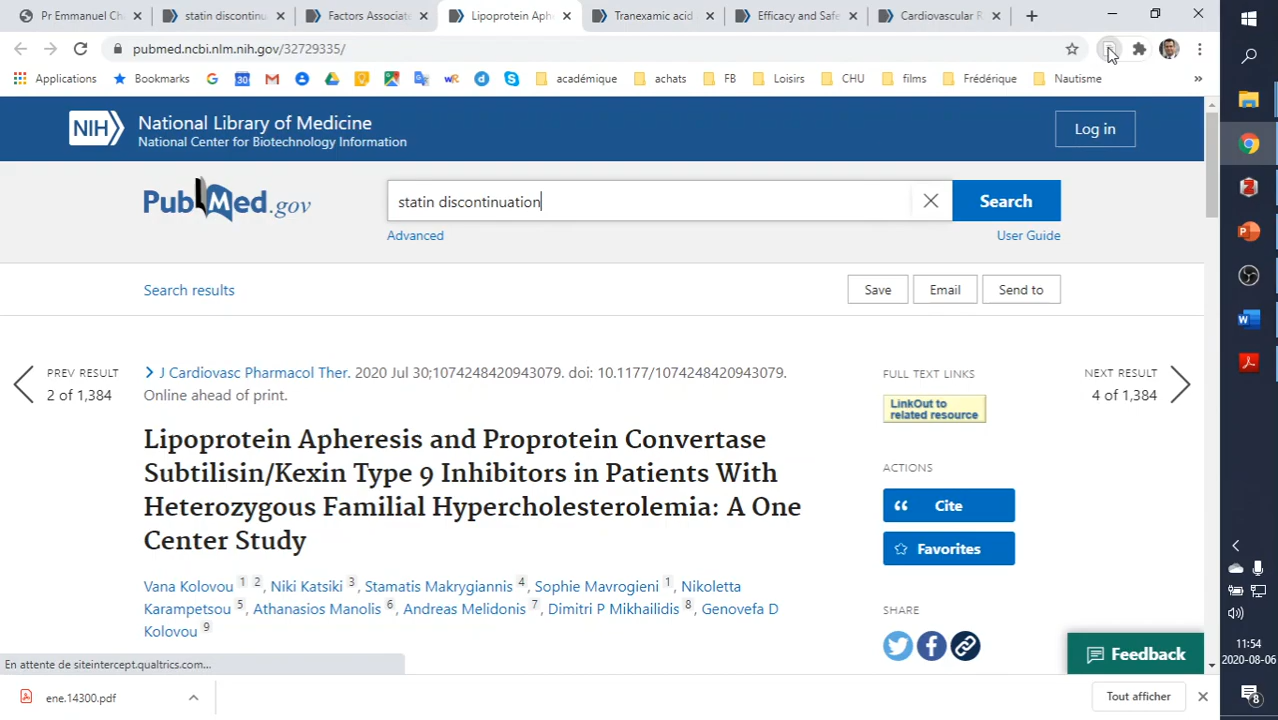 Pr Emmanuel Ch
statin discontinu
Factors Associate
Lipoprotein Aph
Tranexamic acid
Efficacy and Safe
Cardiovascular R
pubmed.ncbi.nlm.nih.gov/32729335/
Applications
Bookmarks
académique
achats
FB
Loisirs
CHU
films
Frédérique
Nautisme
»
NIH
National Library of Medicine
National Center for Biotechnology Information
Log in
PubMed.gov
statin discontinuation
Search
Advanced
User Guide
Search results
Save
Email
Send to
PREV RESULT
2 of 1,384
NEXT RESULT
4 of 1,384
J Cardiovasc Pharmacol Ther. 2020 Jul 30;1074248420943079. doi: 10.1177/1074248420943079.
Online ahead of print.
Lipoprotein Apheresis and Proprotein Convertase
Subtilisin/Kexin Type 9 Inhibitors in Patients With
Heterozygous Familial Hypercholesterolemia: A One
Center Study
Vana Kolovou 1 2, Niki Katsiki 3, Stamatis Makrygiannis 4, Sophie Mavrogieni 1, Nikoletta
Karampetsou 5, Athanasios Manolis 6, Andreas Melidonis 7, Dimitri P Mikhailidis 8, Genovefa D
Kolovou 9
FULL TEXT LINKS
LinkOut to
related resource
ACTIONS
Cite
Favorites
SHARE
Feedback
En attente de siteintercept.qualtrics.com...
ene.14300.pdf
Tout afficher
11:54
2020-08-06
8